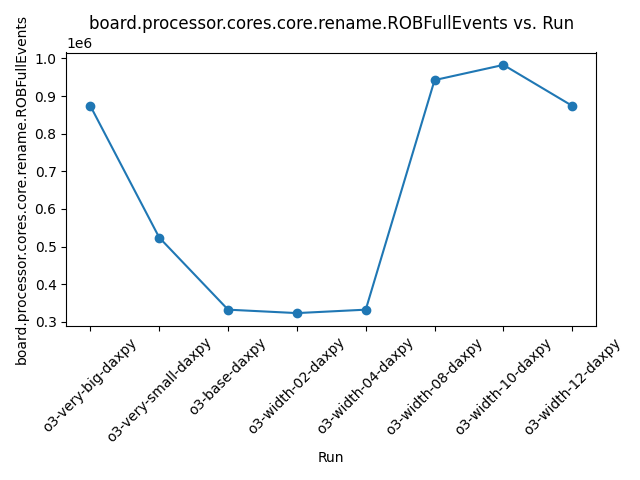 board.processor.cores.core.rename.ROBFullEvents vs. Run
1e6
board.processor.cores.core.rename.ROBFullEvents
1.0
0.9
0.8
0.7
0.6
0.5
0.4
0.3
o3-very-big-daxpy
o3-very-small-daxpy
o3-base-daxpy
o3-width-02-daxpy
o3-width-04-daxpy
o3-width-08-daxpy
o3-width-10-daxpy
o3-width-12-daxpy
Run